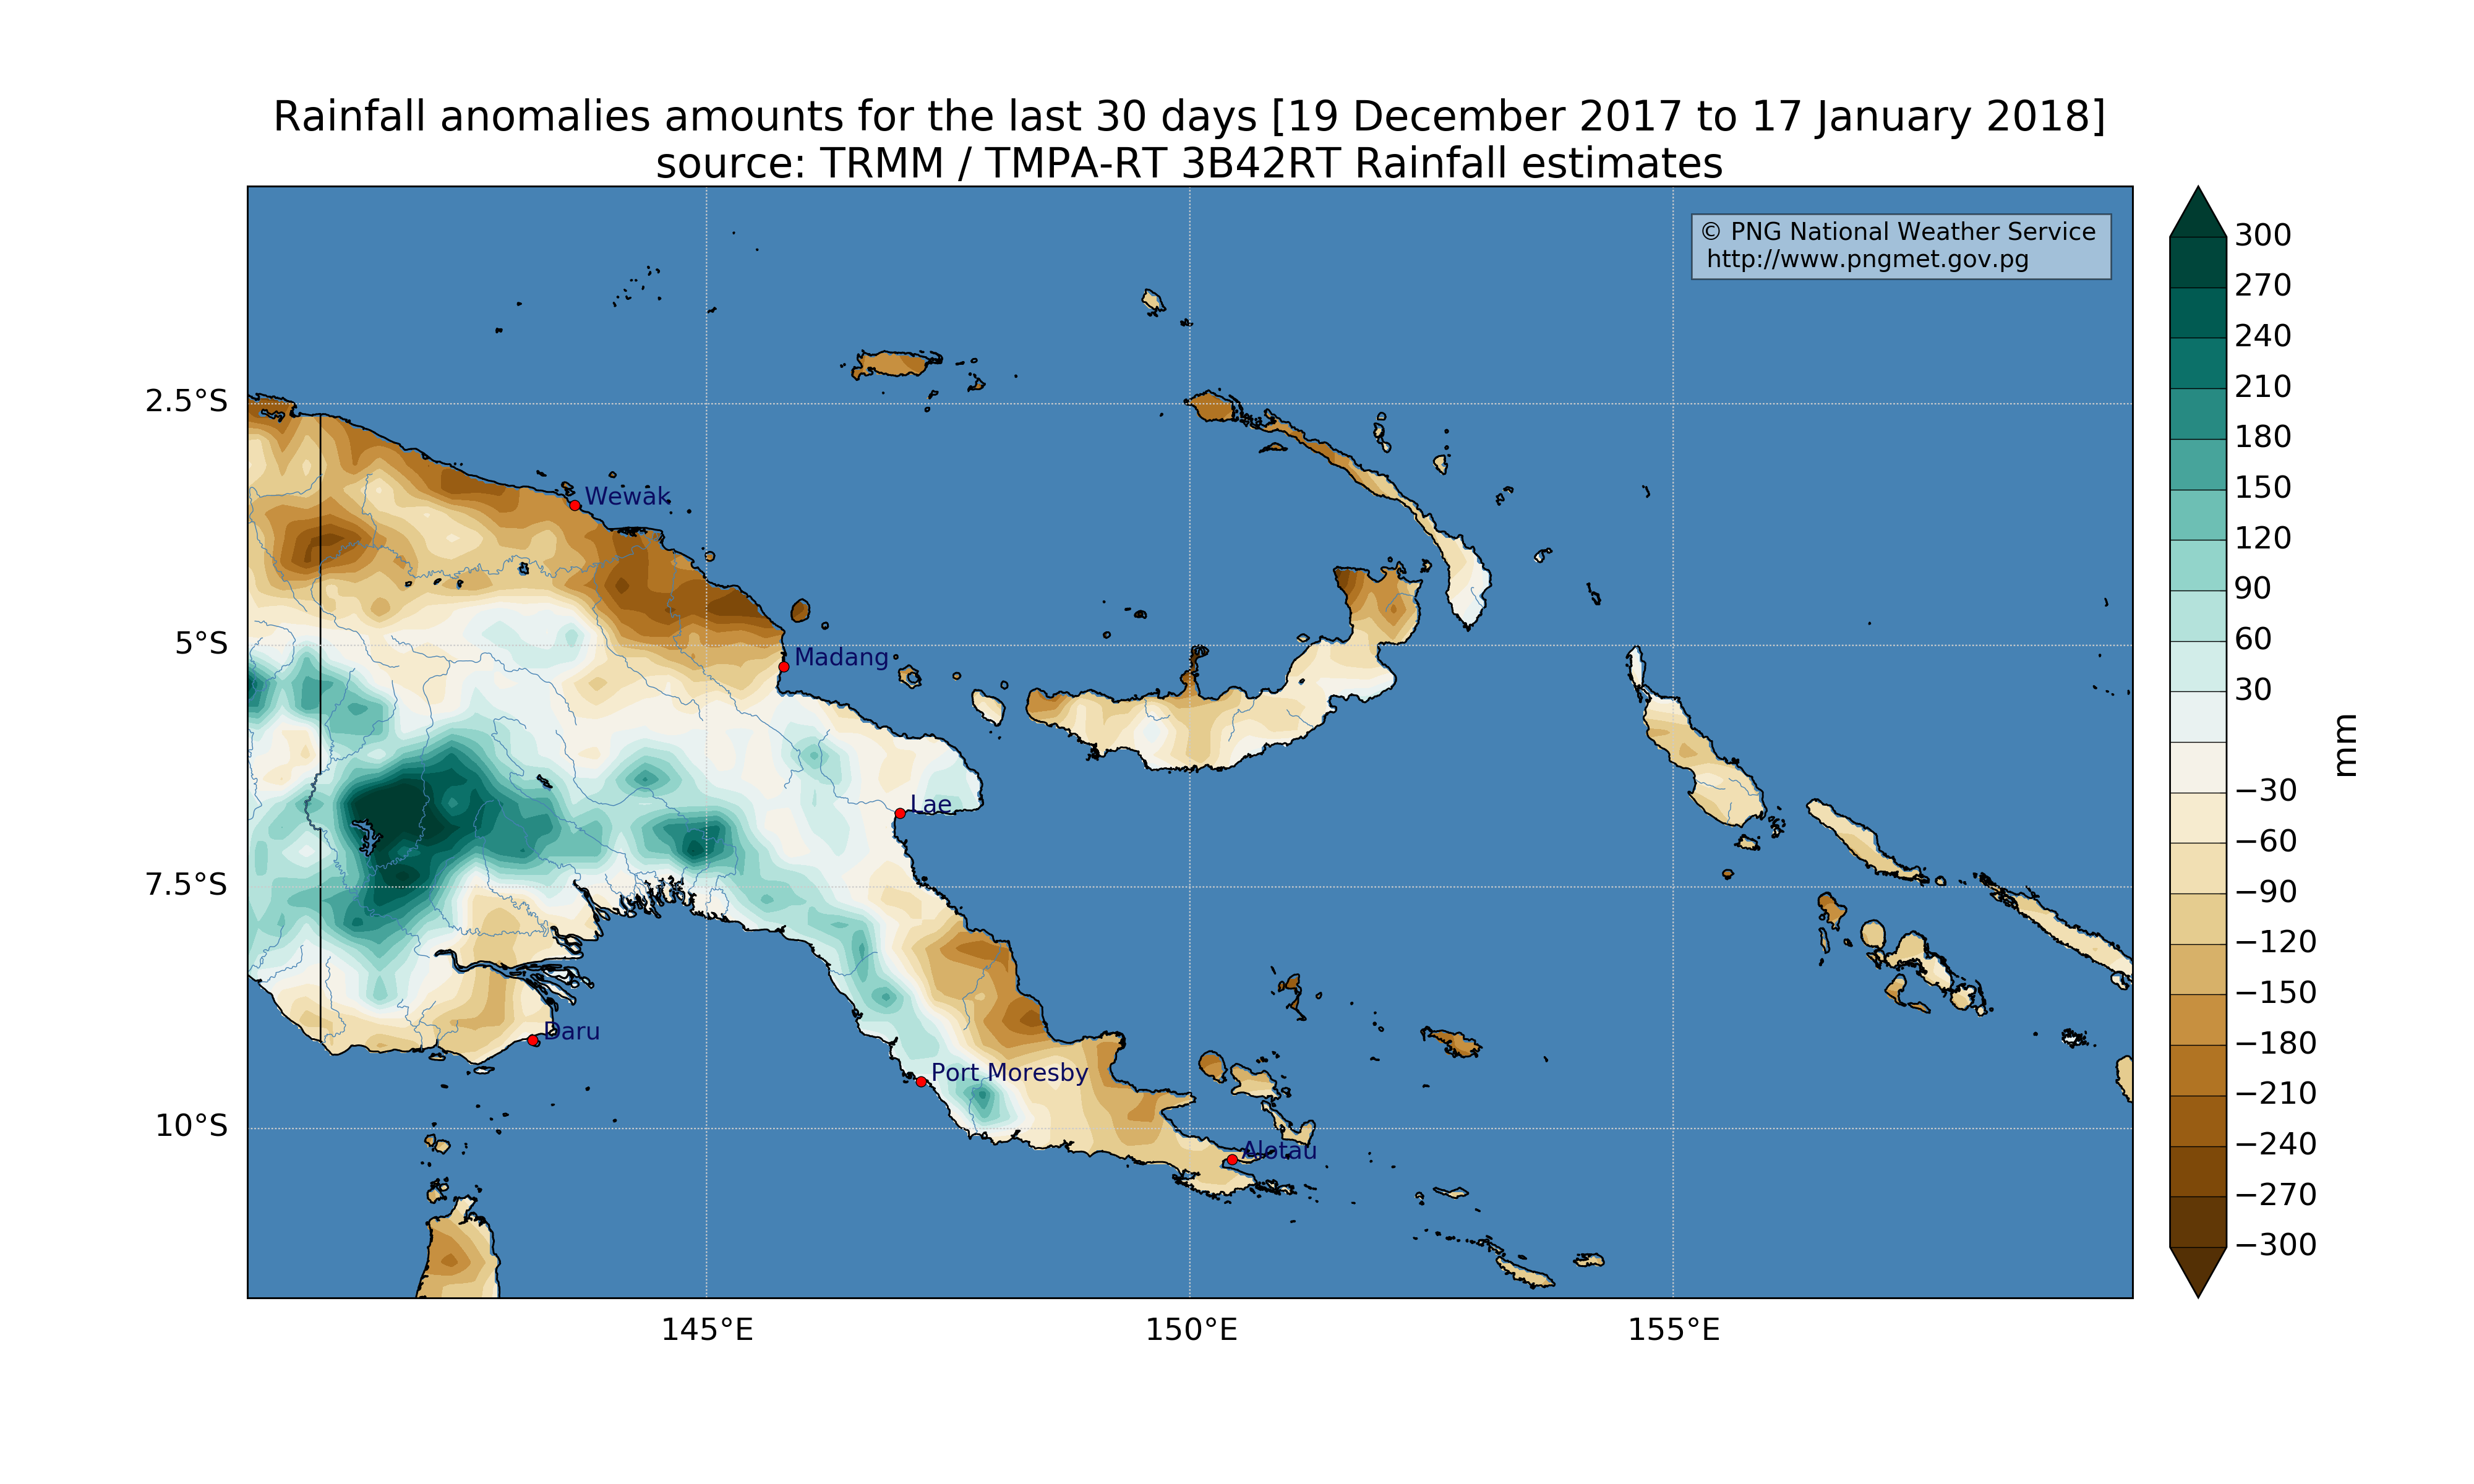 Rainfall anomalies amounts for the last 30 days [19 December 2017 to 17 January 2018]
source: TRMM / TMPA-RT 3B42RT Rainfall estimates
© PNG National Weather Service
http://www.pngmet.gov.pg
2.5°S
5°S
7.5°S
10°S
Wewak
Madang
Lae
Daru
Port Moresby
Alotau
145°E
150°E
155°E
300
270
240
210
180
150
120
90
60
30
−30
−60
−90
−120
−150
−180
−210
−240
−270
−300
mm